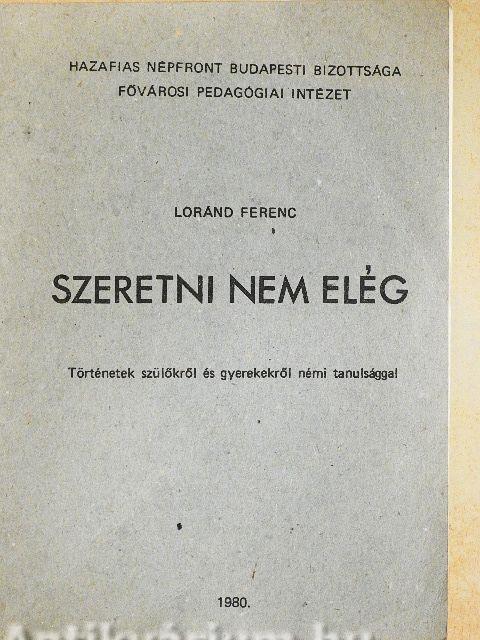 HAZAFIAS NÉPFRONT BUDAPESTI BIZOTTSÁGA
FŐVÁROSI PEDAGÓGIAI INTÉZET
LORÁND FERENC
SZERETNI NEM ELÉG
Történetek szülőkről és gyerekekről némi tanulsággal
1980.